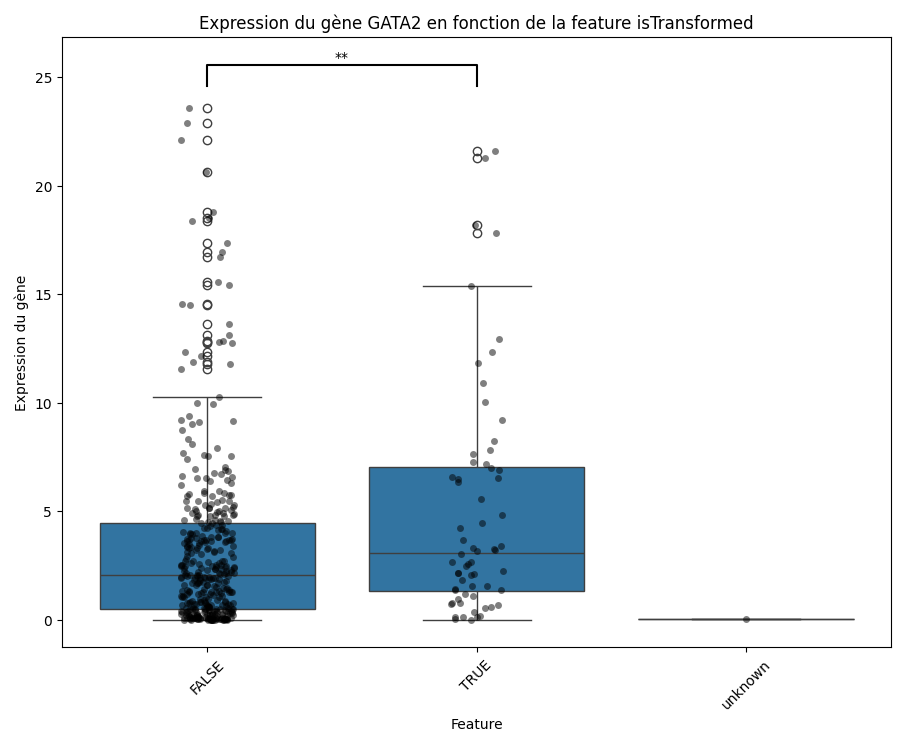 Expression du gène GATA2 en fonction de la feature isTransformed
**
25
20
15
10
5
0
Expression du gène
FALSE
TRUE
unknown
Feature